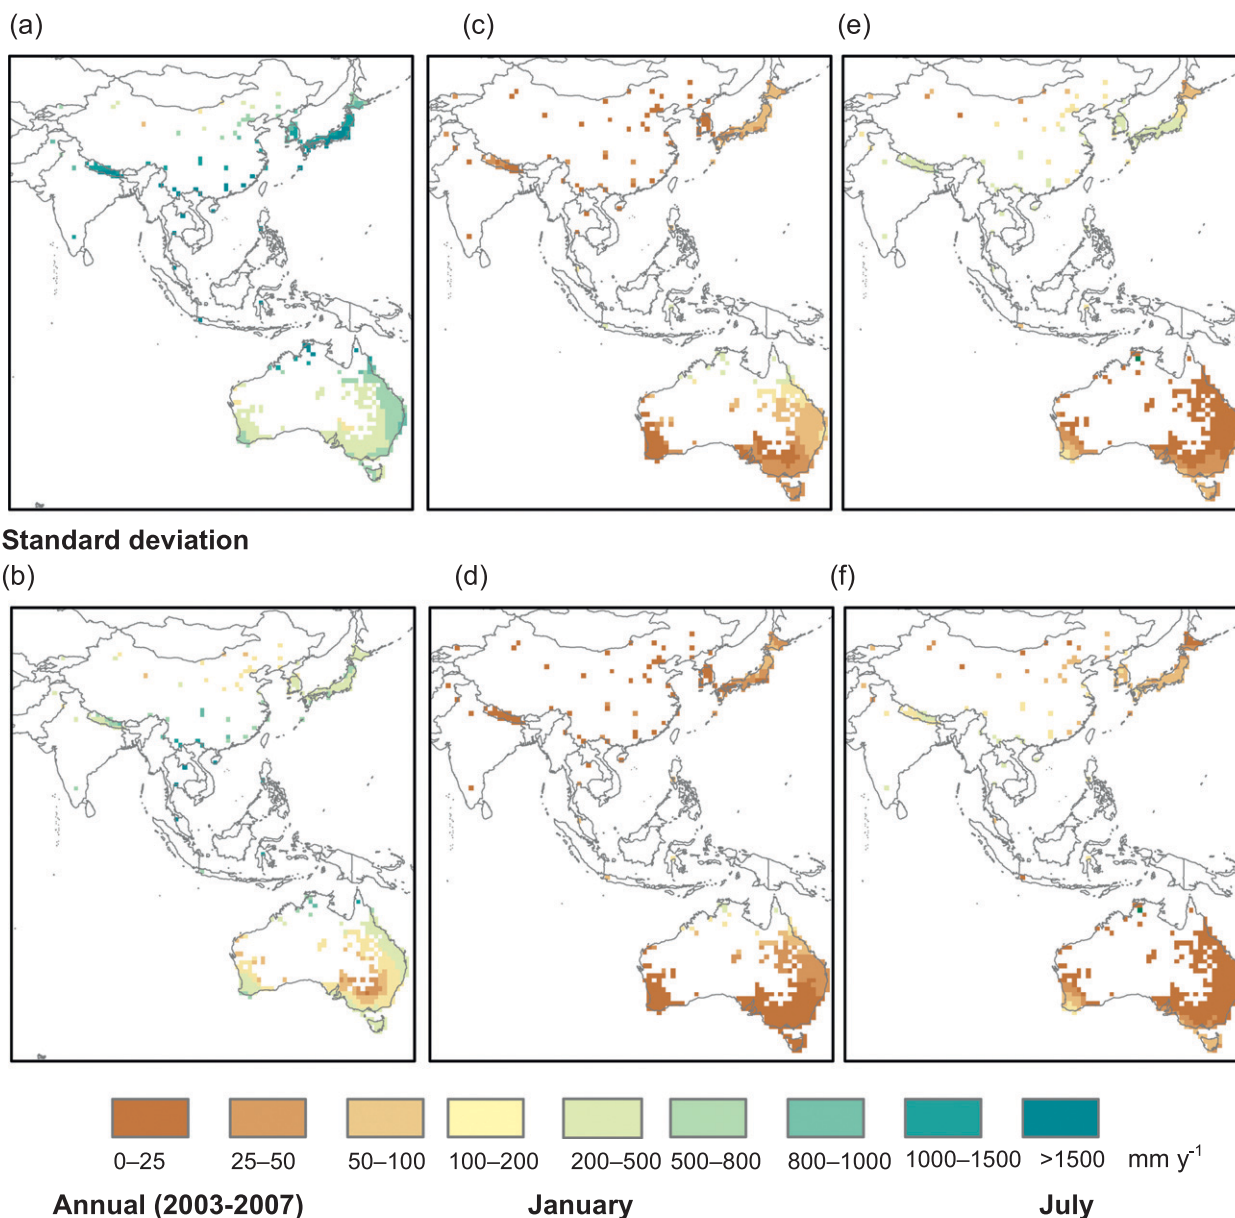 (a) (c) (e)
Standard deviation
(b) (d) (f)
0–25 25–50 50–100 100–200 200–500 500–800 800–1000 1000–1500 >1500 mm y-1
Annual (2003-2007) January July